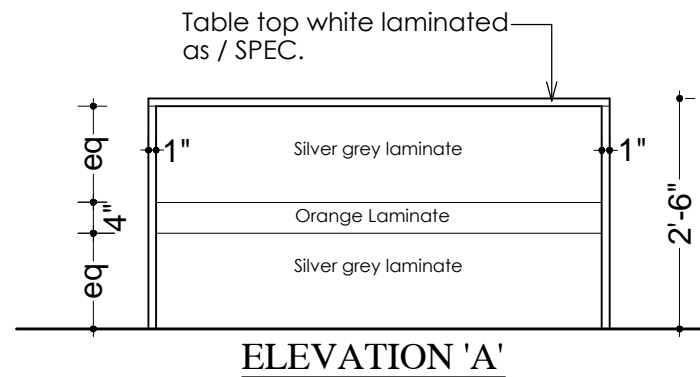 Table top white laminated
as / SPEC.
eq
1"
Silver grey laminate
1"
4"
Orange Laminate
2'-6"
eq
Silver grey laminate
ELEVATION 'A'